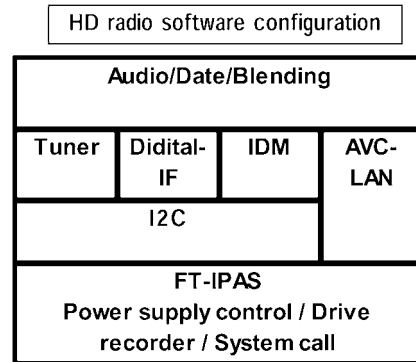 HD radio software configuration
Audio/Date/Blending
Tuner
Didital-
IF
IDM
AVC-
LAN
I2C
FT-IPAS
Power supply control / Drive
recorder / System call